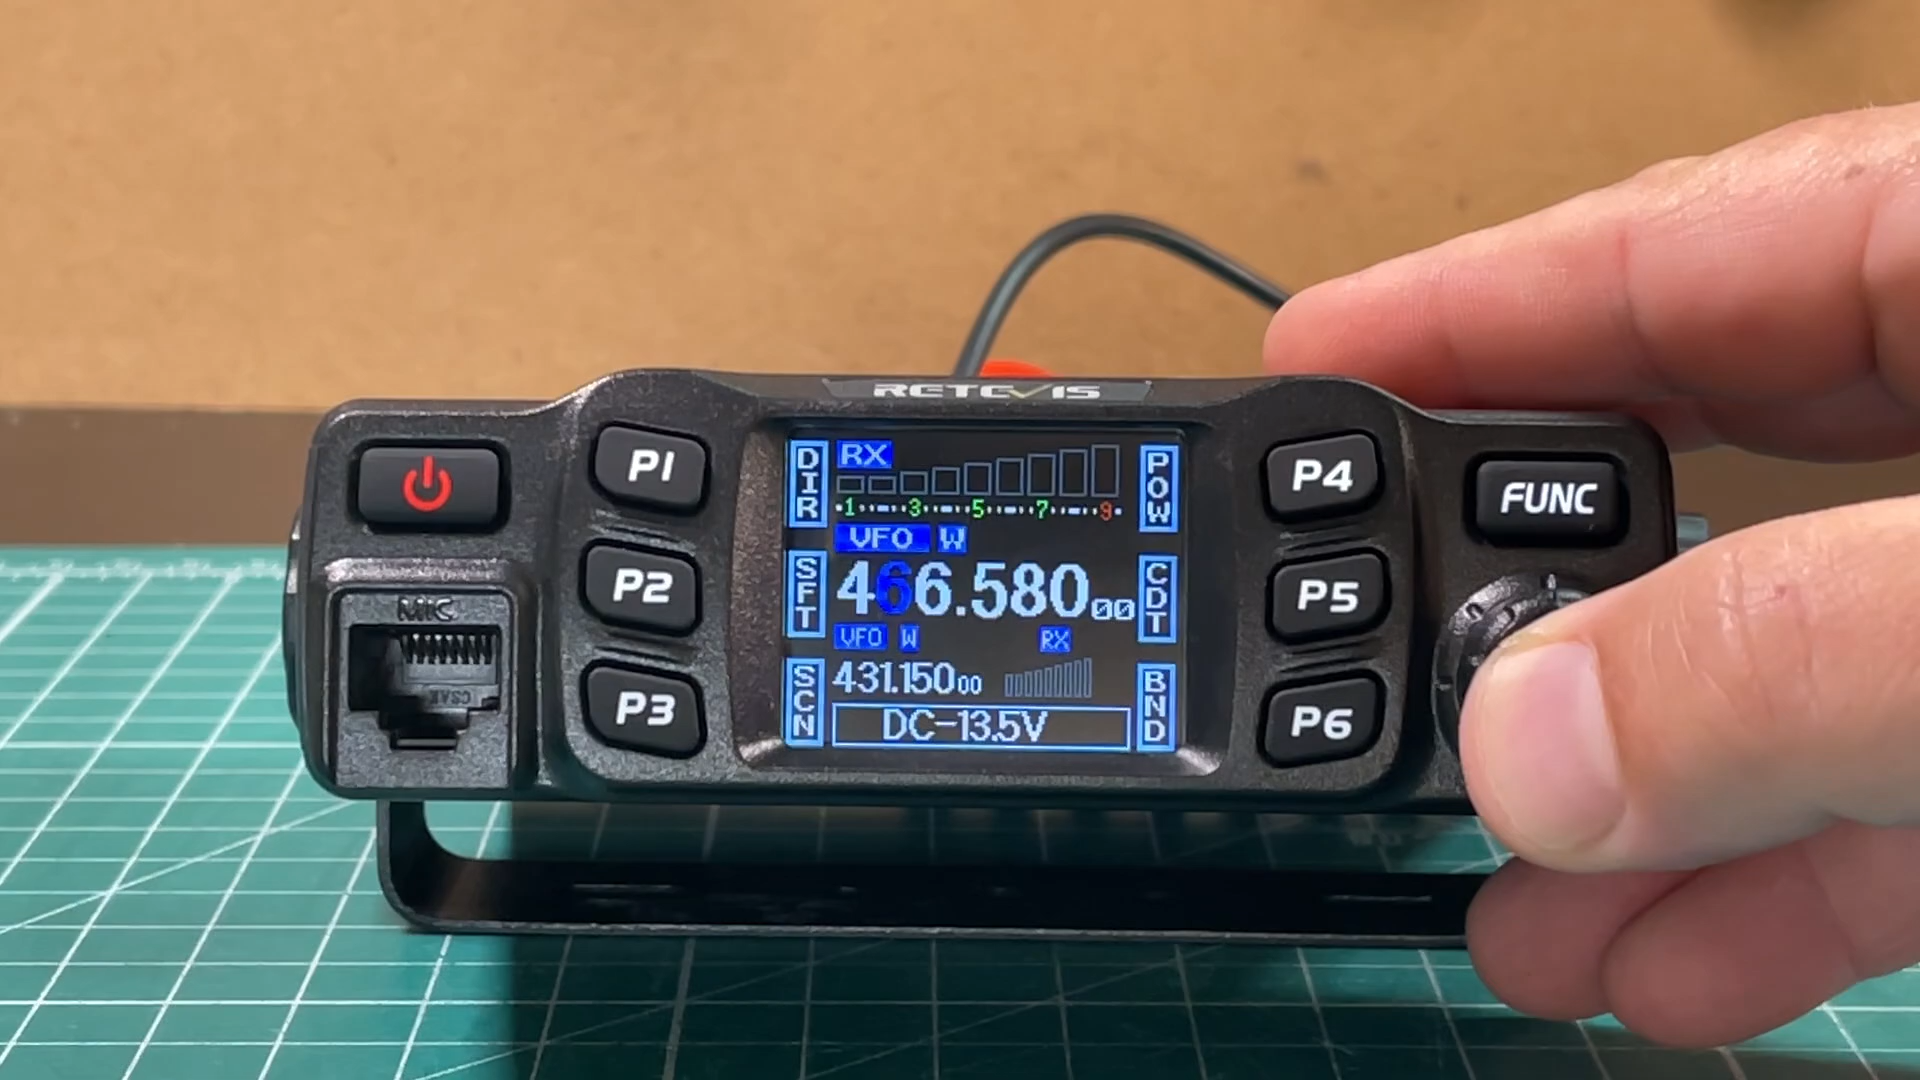 RETEVIS
P1
P2
P3
MIC
DIR
SFT
SCN
RX
1 3 5 7 9
VFO W
466.58000
VFO W RX
431.15000
DC-13.5V
POW
CDT
BND
P4
P5
P6
FUNC